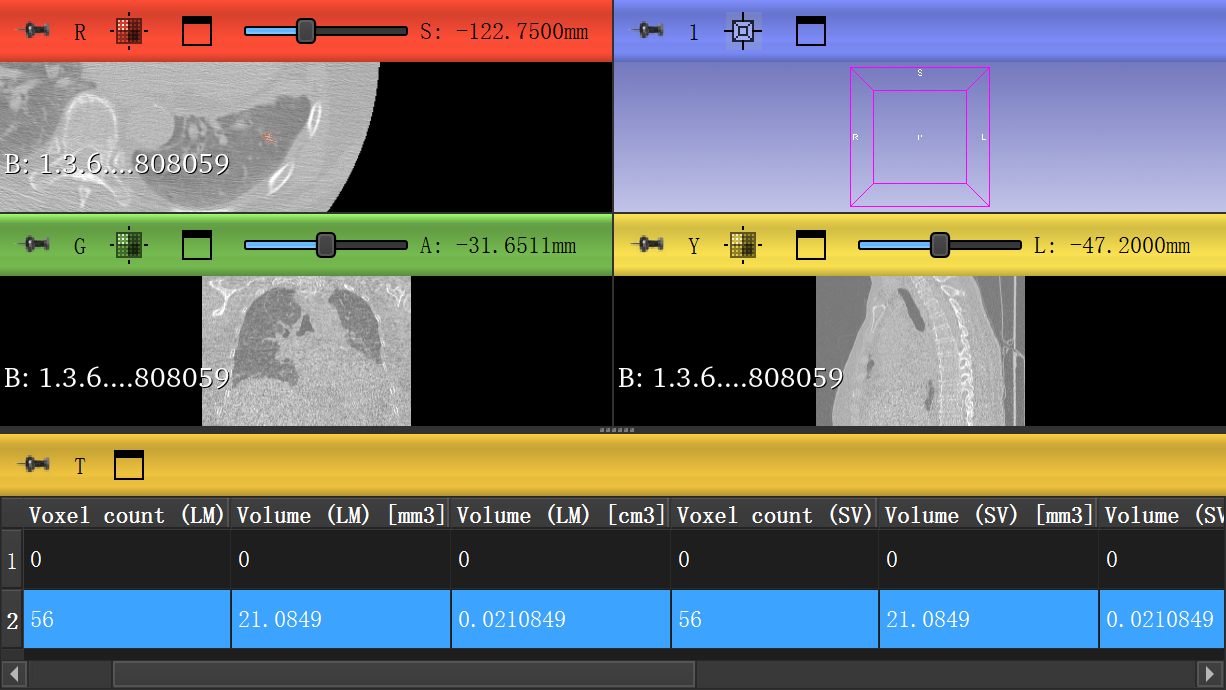 R S: -122.7500mm
1
S
R L
B: 1.3.6....808059
G A: -31.6511mm
Y L: -47.2000mm
B: 1.3.6....808059
B: 1.3.6....808059
T
Voxel count (LM) Volume (LM) [mm3] Volume (LM) [cm3] Voxel count (SV) Volume (SV) [mm3] Volume (SV
1 0 0 0 0 0 0
2 56 21.0849 0.0210849 56 21.0849 0.0210849